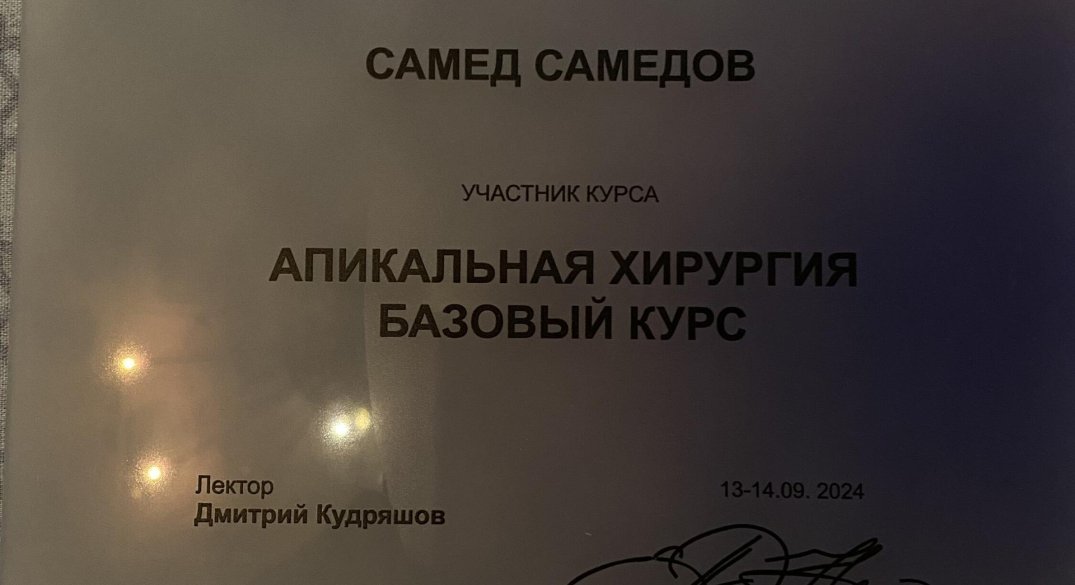 САМЕД САМЕДОВ
УЧАСТНИК КУРСА
АПИКАЛЬНАЯ ХИРУРГИЯ
БАЗОВЫЙ КУРС
Лектор
Дмитрий Кудряшов
13-14.09. 2024